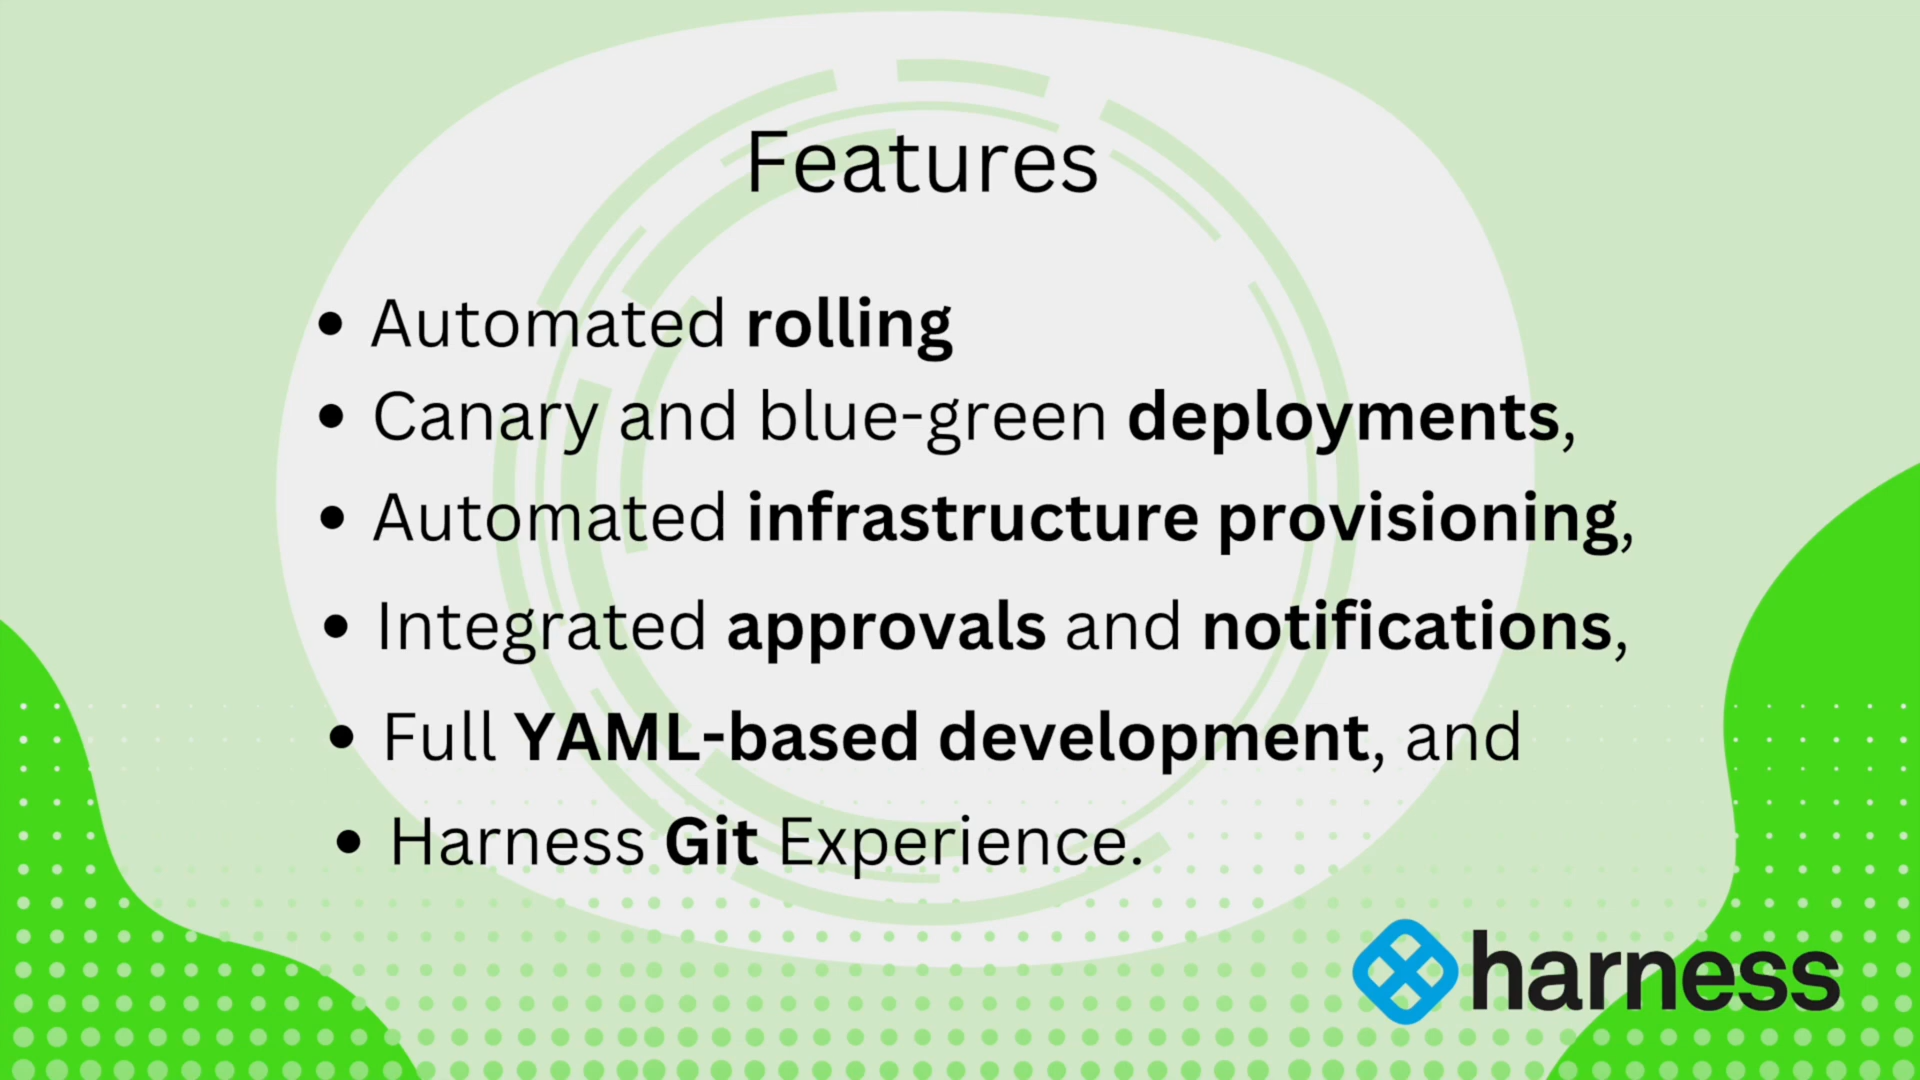 Features
• Automated rolling
• Canary and blue-green deployments,
• Automated infrastructure provisioning,
• Integrated approvals and notifications,
• Full YAML-based development, and
• Harness Git Experience.
harness